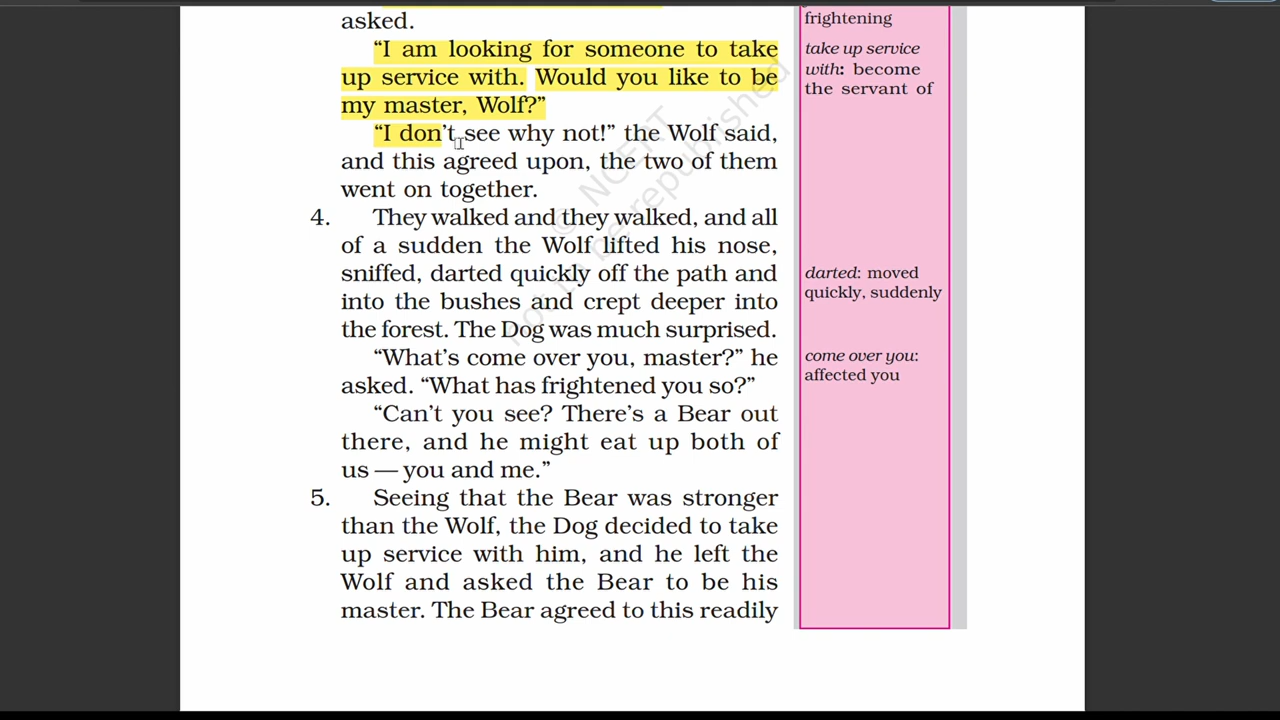 asked.
“I am looking for someone to take
up service with. Would you like to be
my master, Wolf?”
“I don’t see why not!” the Wolf said,
and this agreed upon, the two of them
went on together.
4. They walked and they walked, and all
of a sudden the Wolf lifted his nose,
sniffed, darted quickly off the path and
into the bushes and crept deeper into
the forest. The Dog was much surprised.
“What’s come over you, master?” he
asked. “What has frightened you so?”
“Can’t you see? There’s a Bear out
there, and he might eat up both of
us — you and me.”
5. Seeing that the Bear was stronger
than the Wolf, the Dog decided to take
up service with him, and he left the
Wolf and asked the Bear to be his
master. The Bear agreed to this readily
frightening
take up service
with: become
the servant of
darted: moved
quickly, suddenly
come over you:
affected you
© NCERT
not to be republished